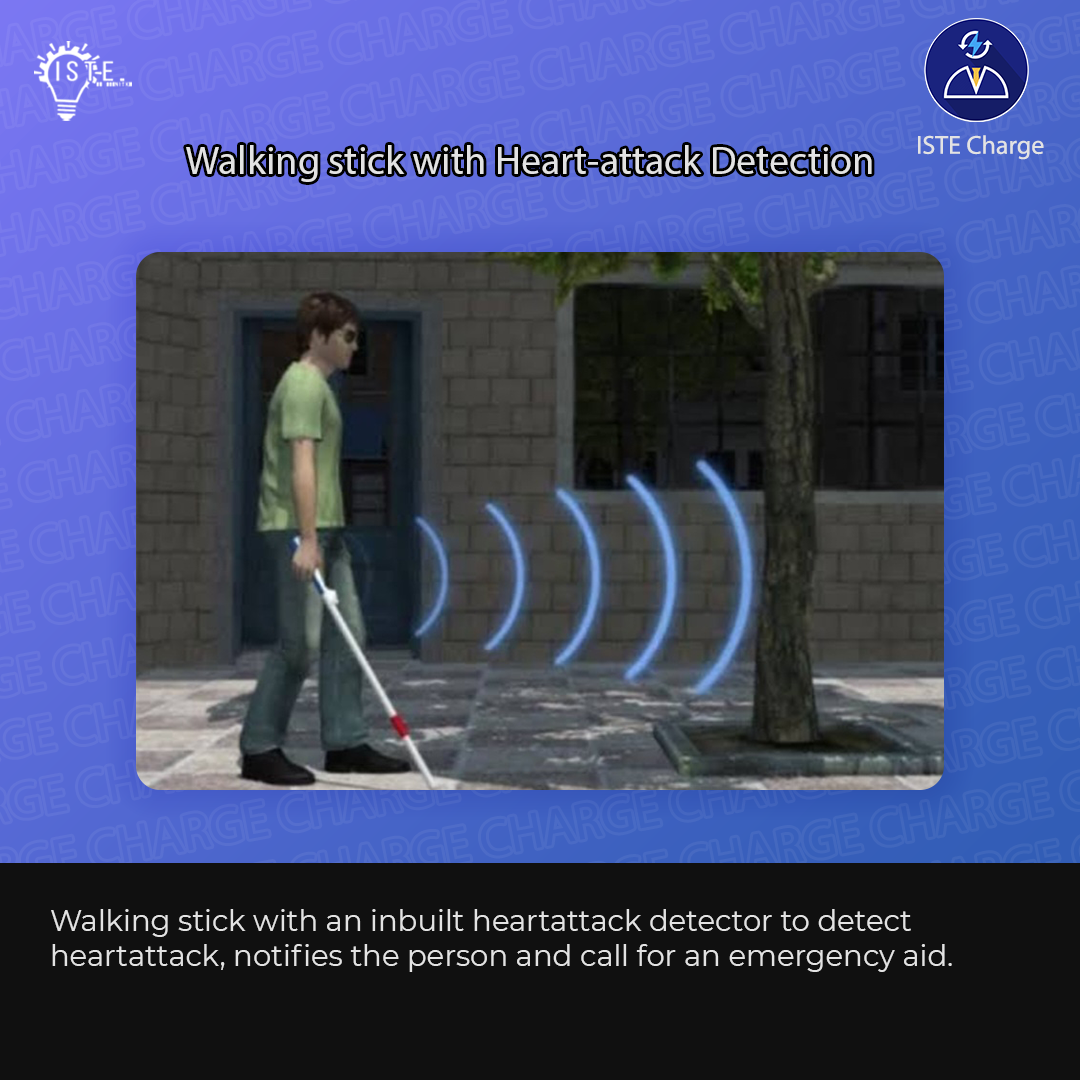 ISTE
ISTE Charge
Walking stick with Heart-attack Detection
Walking stick with an inbuilt heartattack detector to detect
heartattack, notifies the person and call for an emergency aid.